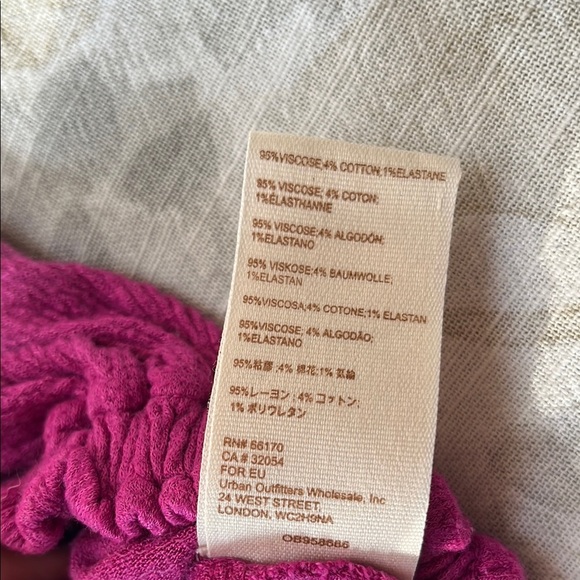 95%VISCOSE;4% COTTON;1%ELASTANE
95% VISCOSE; 4% COTON;
1%ELASTHANNE
95% VISCOSE;4% ALGODÓN;
1%ELASTANO
95% VISKOSE;4% BAUMWOLLE;
1%ELASTAN
95%VISCOSA;4% COTONE;1% ELASTAN
95%VISCOSE; 4% ALGODÃO;
1%ELASTANO
95%粘膠 ;4% 棉花;1% 氨綸
95%レーヨン ;4% コットン;
1% ポリウレタン
RN# 66170
CA # 32054
FOR EU
Urban Outfitters Wholesale, Inc
24 WEST STREET
LONDON, WC2H9NA
OB958686